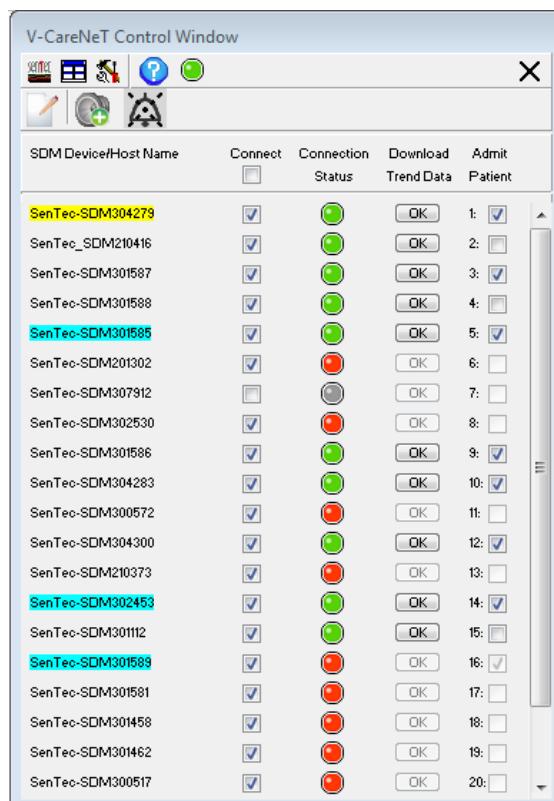 V-CareNeT Control Window
SDM Device/Host Name Connect Connection Status Download Trend Data Admit Patient
SenTec-SDM304279 OK 1:
SenTec_SDM210416 OK 2:
SenTec-SDM301587 OK 3:
SenTec-SDM301588 OK 4:
SenTec-SDM301585 OK 5:
SenTec-SDM201302 OK 6:
SenTec-SDM307912 OK 7:
SenTec-SDM302530 OK 8:
SenTec-SDM301586 OK 9:
SenTec-SDM304283 OK 10:
SenTec-SDM300572 OK 11:
SenTec-SDM304300 OK 12:
SenTec-SDM210373 OK 13:
SenTec-SDM302453 OK 14:
SenTec-SDM301112 OK 15:
SenTec-SDM301589 OK 16:
SenTec-SDM301581 OK 17:
SenTec-SDM301458 OK 18:
SenTec-SDM301462 OK 19:
SenTec-SDM300517 OK 20: